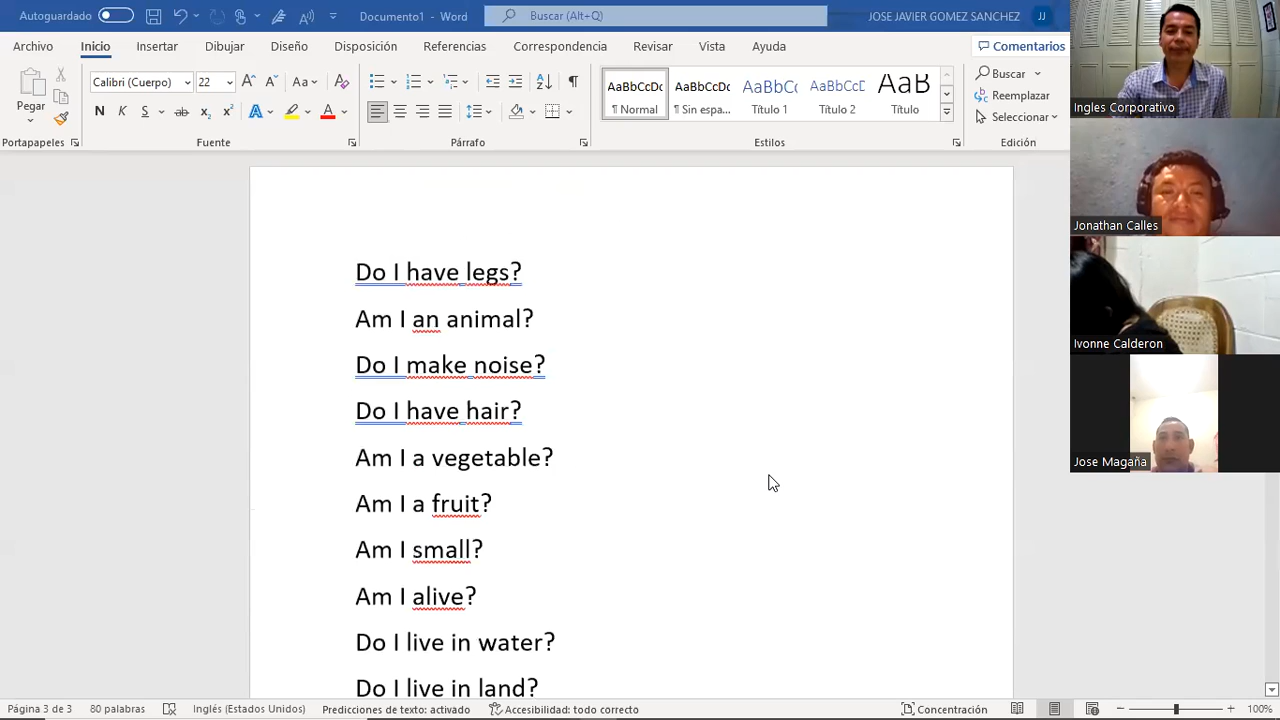 Autoguardado
Documento1 - Word
Buscar (Alt+Q)
JOSE JAVIER GOMEZ SANCHEZ
JJ
Archivo
Inicio
Insertar
Dibujar
Diseño
Disposición
Referencias
Correspondencia
Revisar
Vista
Ayuda
Comentarios
Pegar
Portapapeles
Calibri (Cuerpo)
22
Aa
N K S ab x₂ x²
Fuente
Párrafo
AaBbCcDc
¶ Normal
AaBbCcDc
¶ Sin espa...
AaBbCc
Título 1
AaBbCcD
Título 2
AaB
Título
Estilos
Buscar
Reemplazar
Seleccionar
Edición
Do I have legs?
Am I an animal?
Do I make noise?
Do I have hair?
Am I a vegetable?
Am I a fruit?
Am I small?
Am I alive?
Do I live in water?
Do I live in land?
Ingles Corporativo
Jonathan Calles
Ivonne Calderon
Jose Magaña
Página 3 de 3
80 palabras
Inglés (Estados Unidos)
Predicciones de texto: activado
Accesibilidad: todo correcto
Concentración
100%